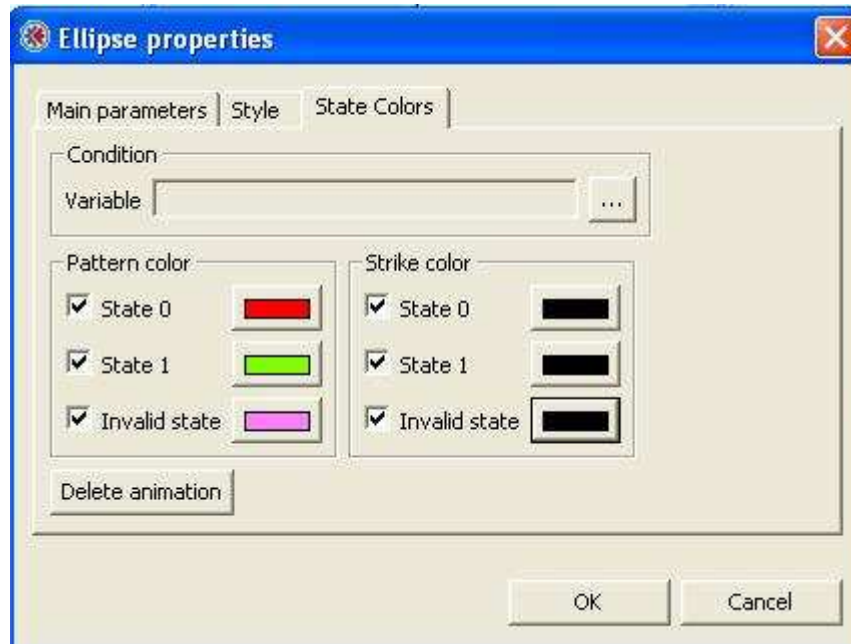 Ellipse properties
Main parameters Style State Colors
Condition
Variable ...
Pattern color Strike color
State 0 State 0
State 1 State 1
Invalid state Invalid state
Delete animation
OK Cancel